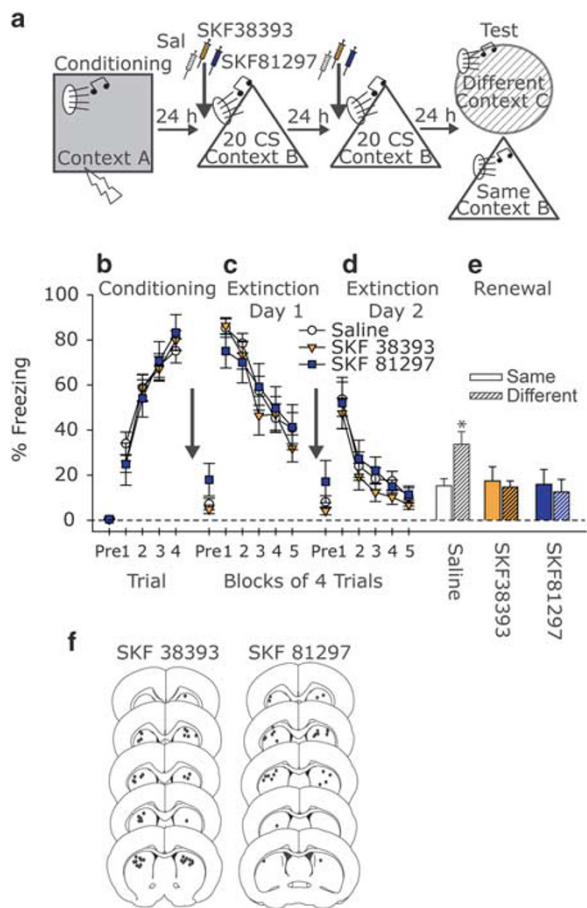 a
SKF38393
Sal
SKF81297
Conditioning
Test
24 h
24 h
24 h
Context A
20 CS
Context B
20 CS
Context B
Different
Context C
Same
Context B
b c d e
Conditioning
Extinction
Day 1
Extinction
Day 2
Renewal
Saline
SKF 38393
SKF 81297
Same
Different
*
% Freezing
100
80
60
40
20
0
Pre1 2 3 4
Pre1 2 3 4 5
Pre1 2 3 4 5
Trial
Blocks of 4 Trials
Saline
SKF38393
SKF81297
f
SKF 38393
SKF 81297